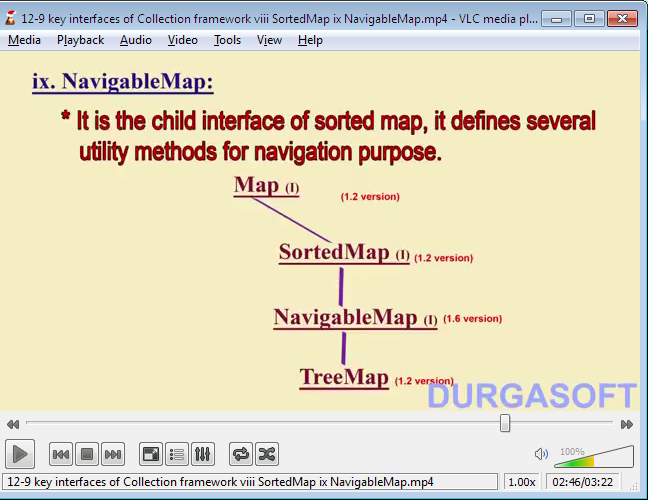 12-9 key interfaces of Collection framework viii SortedMap ix NavigableMap.mp4 - VLC media pl...
Media Playback Audio Video Tools View Help
ix. NavigableMap:
* It is the child interface of sorted map, it defines several
utility methods for navigation purpose.
Map (I) (1.2 version)
SortedMap (I) (1.2 version)
NavigableMap (I) (1.6 version)
TreeMap (1.2 version)
DURGASOFT
100%
12-9 key interfaces of Collection framework viii SortedMap ix NavigableMap.mp4 1.00x 02:46/03:22